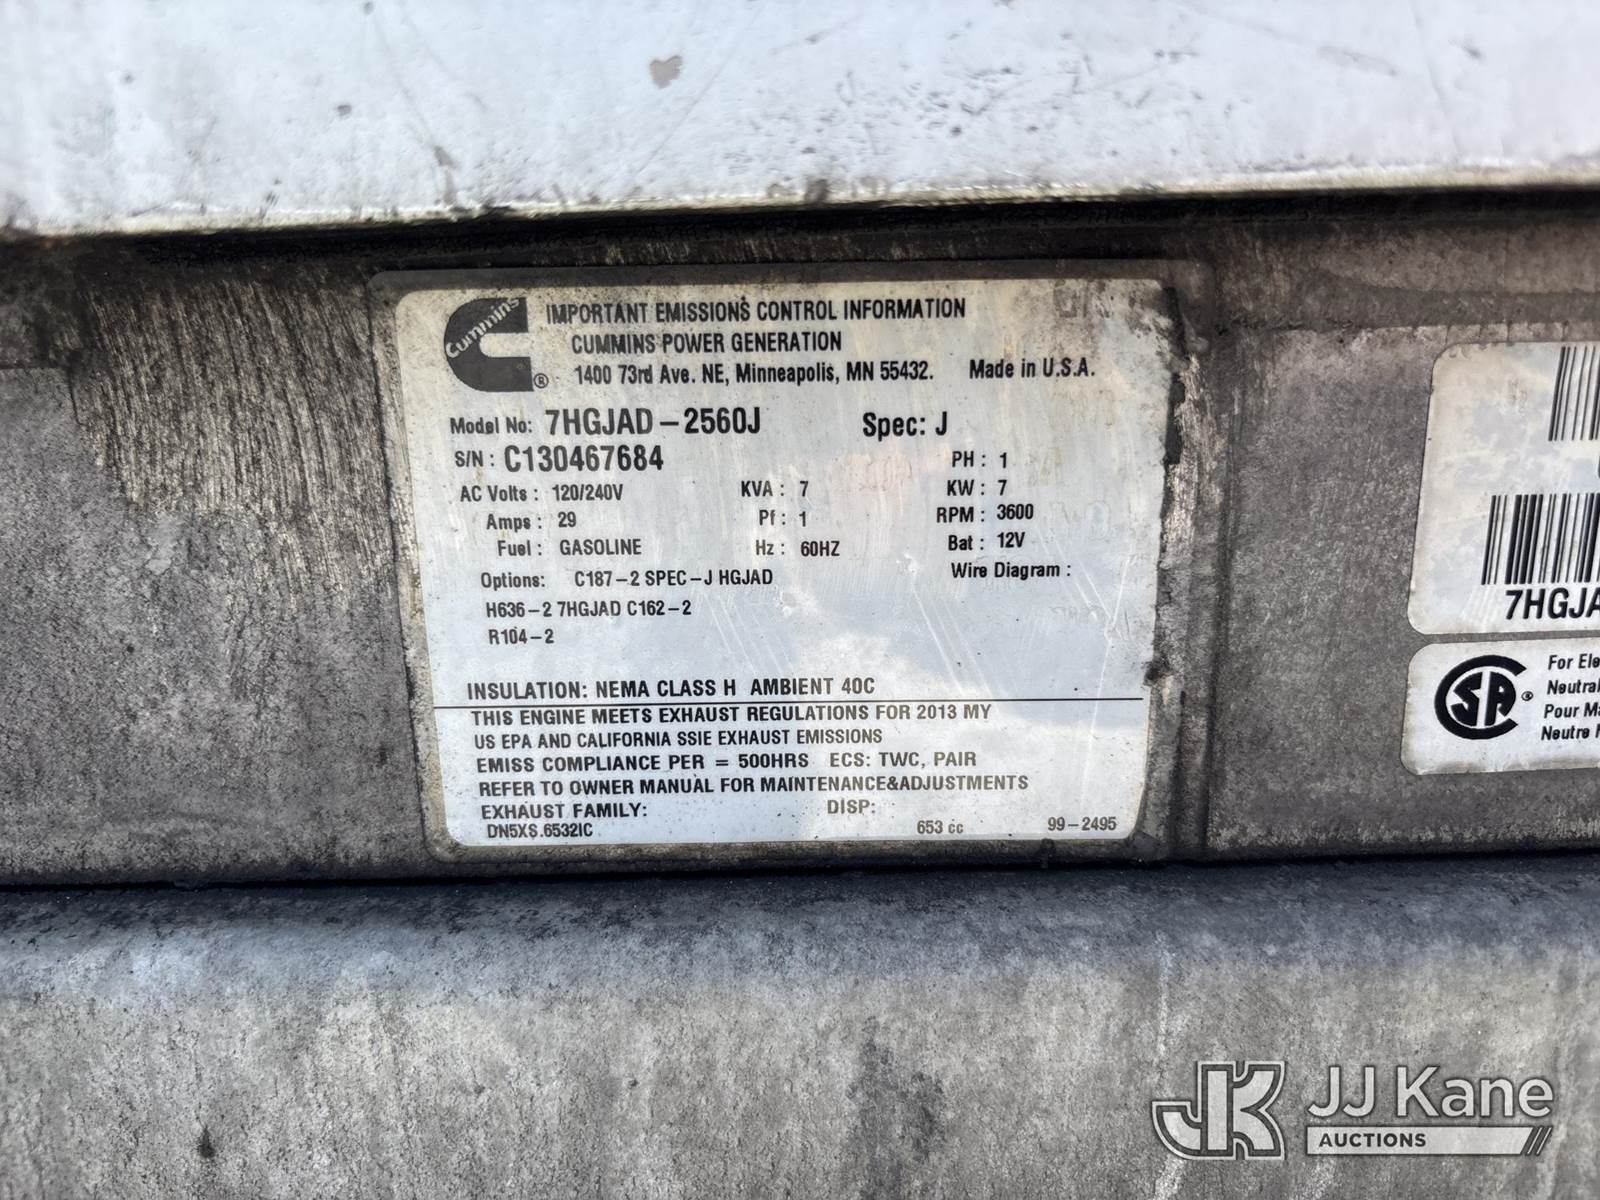 Cummins
®
IMPORTANT EMISSIONS CONTROL INFORMATION
CUMMINS POWER GENERATION
1400 73rd Ave. NE, Minneapolis, MN 55432. Made in U.S.A.
Model No: 7HGJAD-2560J Spec: J
S/N: C130467684 PH: 1
AC Volts: 120/240V KVA: 7 KW: 7
Amps: 29 Pf: 1 RPM: 3600
Fuel: GASOLINE Hz: 60HZ Bat: 12V
Options: C187-2 SPEC-J HGJAD Wire Diagram:
H636-2 7HGJAD C162-2
R104-2
INSULATION: NEMA CLASS H AMBIENT 40C
THIS ENGINE MEETS EXHAUST REGULATIONS FOR 2013 MY
US EPA AND CALIFORNIA SSIE EXHAUST EMISSIONS
EMISS COMPLIANCE PER = 500HRS ECS: TWC, PAIR
REFER TO OWNER MANUAL FOR MAINTENANCE&ADJUSTMENTS
EXHAUST FAMILY: DISP:
DN5XS.6532IC 653 cc 99-2495
7HGJA
SA ®
For Ele
Neutral
Pour Ma
Neutre
JK JJ Kane
AUCTIONS